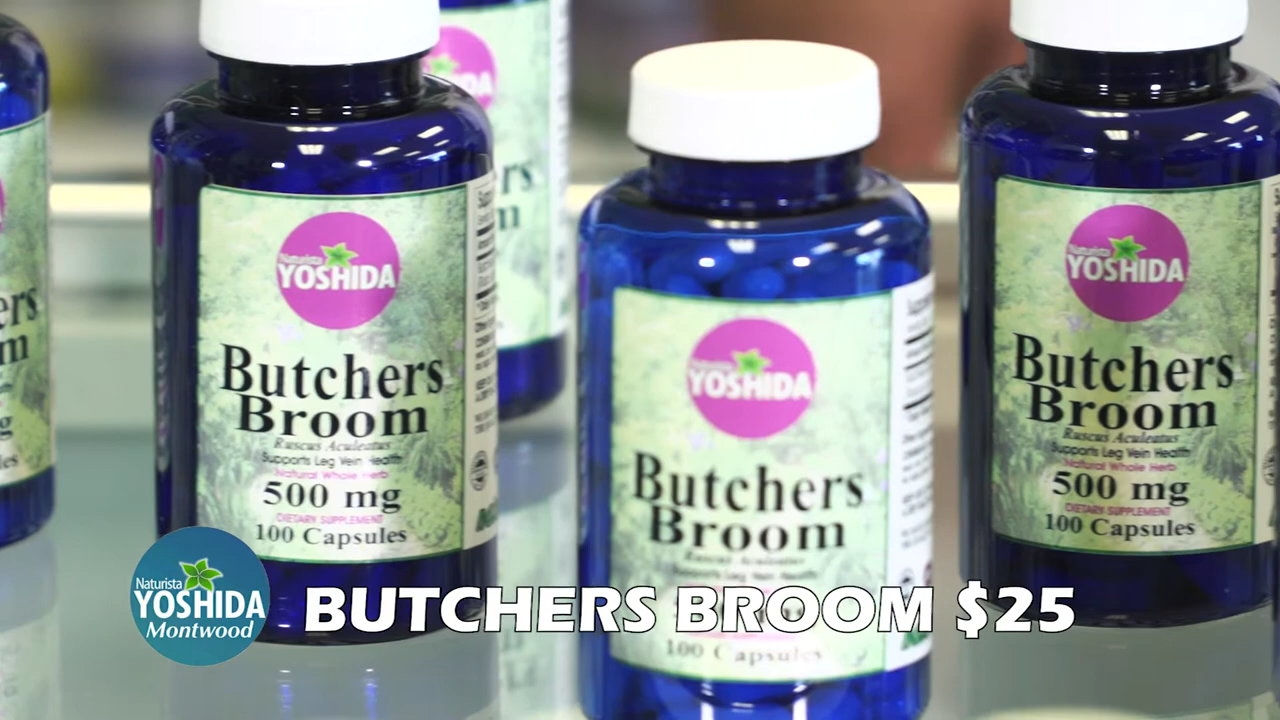 Naturista
YOSHIDA
Butchers
Broom
Ruscus Aculeatus
Supports Leg Vein Health
Natural Whole Herb
500 mg
DIETARY SUPPLEMENT
100 Capsules
Naturista
YOSHIDA
Butchers
Broom
Ruscus Aculeatus
100 Capsules
Naturista
YOSHIDA
Butchers
Broom
Ruscus Aculeatus
Supports Leg Vein Health
Natural Whole Herb
500 mg
DIETARY SUPPLEMENT
100 Capsules
Naturista
YOSHIDA
Montwood
BUTCHERS BROOM $25